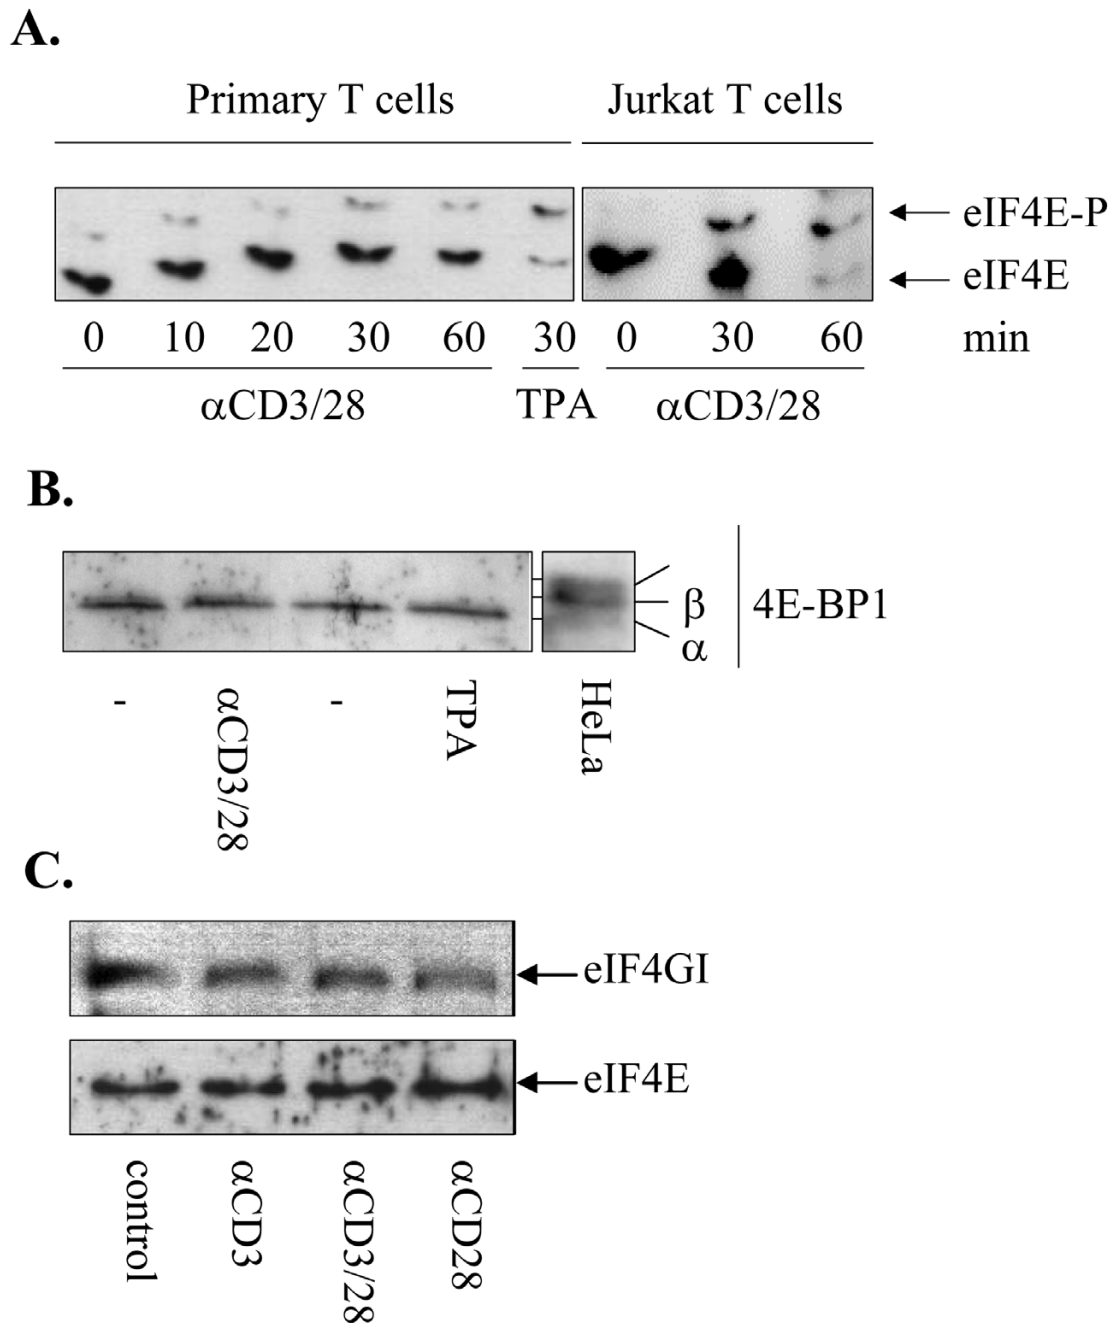 A.
Primary T cells Jurkat T cells
eIF4E-P
eIF4E
0 10 20 30 60 30 0 30 60 min
αCD3/28 TPA αCD3/28
B.
β
α
4E-BP1
- αCD3/28 - TPA HeLa
C.
eIF4GI
eIF4E
control αCD3 αCD3/28 αCD28